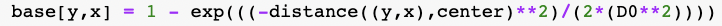 base[y,x] = 1 - exp(((-distance((y,x),center)**2)/(2*(D0**2))))